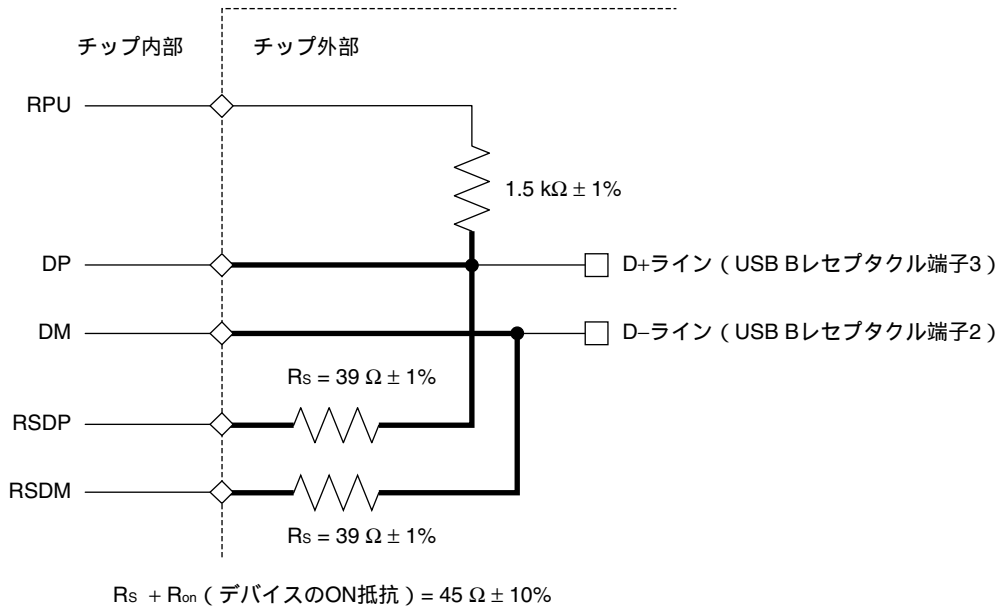 チップ内部 チップ外部
RPU
1.5 kΩ ± 1%
DP D+ライン ( USB Bレセプタクル端子3 )
DM D−ライン ( USB Bレセプタクル端子2 )
Rs = 39 Ω ± 1%
RSDP
RSDM
Rs = 39 Ω ± 1%
Rs + Ron ( デバイスのON抵抗 ) = 45 Ω ± 10%